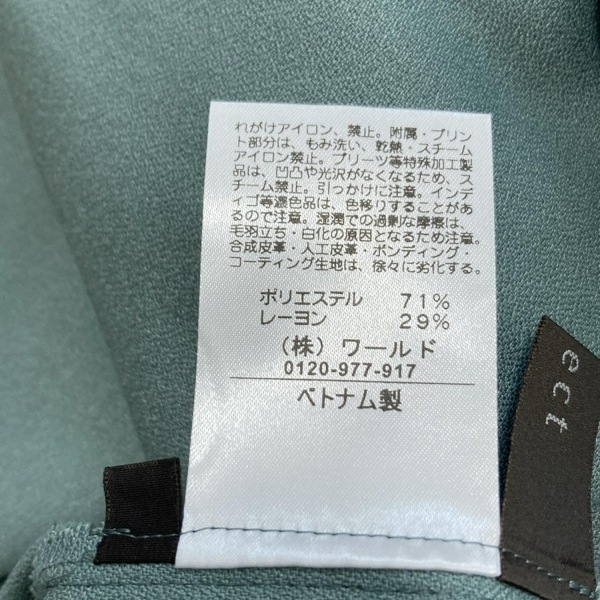 れがけアイロン、禁止。附属・プリン
ト部分は、もみ洗い、乾熱・スチーム
アイロン禁止。プリーツ等特殊加工製
品は、凹凸や光沢がなくなるため、ス
チーム禁止。引っかけに注意。インデ
ィゴ等濃色品は、色移りすることがあ
るので注意。湿潤での過剰な摩擦は、
毛羽立ち・白化の原因となるため注意。
合成皮革・人工皮革・ボンディング・
コーティング生地は、徐々に劣化する。
ポリエステル 71%
レーヨン 29%
（株）ワールド
0120-977-917
ベトナム製
ect